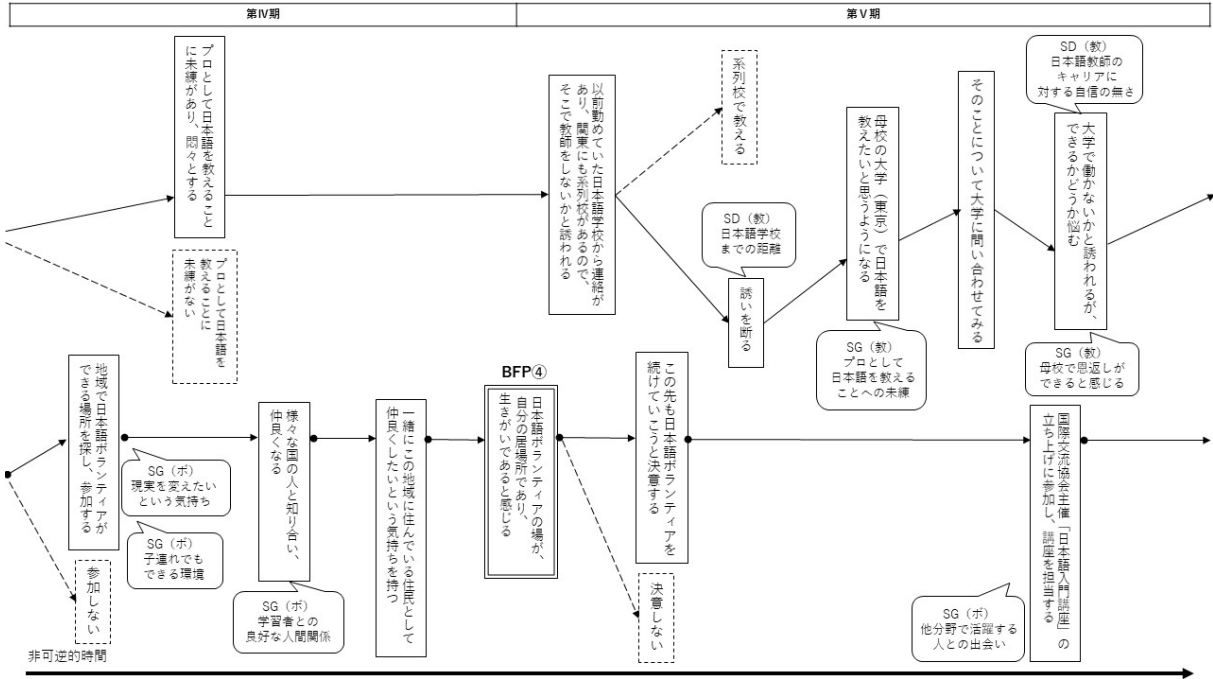 第Ⅳ期
第Ⅴ期
プロとして日本語を教えること
に未練があり、悶々とする
プロとして日本語を
教えることに
未練がない
以前勤めていた日本語学校から連絡が
あり、関東にも系列校があるので、
そこで教師をしないかと誘われる
系列校で教える
SD（教）
日本語学校
までの距離
誘いを断る
母校の大学（東京）で日本語を
教えたいと思うようになる
SG（教）
プロとして
日本語を教える
ことへの未練
そのことについて大学に問い合わせてみる
SD（教）
日本語教師の
キャリアに
対する自信の無さ
大学で働かないかと誘われるが、
できるかどうか悩む
SG（教）
母校で恩返しが
できると感じる
地域で日本語ボランティアが
できる場所を探し、参加する
SG（ボ）
現実を変えたい
という気持ち
SG（ボ）
子連れでも
できる環境
参加しない
様々な国の人と知り合い、
仲良くなる
SG（ボ）
学習者との
良好な人間関係
一緒にこの地域に住んでいる住民として
仲良くしたいという気持ちを持つ
BFP④
日本語ボランティアの場が、
自分の居場所であり、
生きがいであると感じる
この先も日本語ボランティアを
続けていこうと決意する
決意しない
国際交流協会主催「日本語入門講座」の
立ち上げに参加し、講座を担当する
SG（ボ）
他分野で活躍する
人との出会い
非可逆的時間